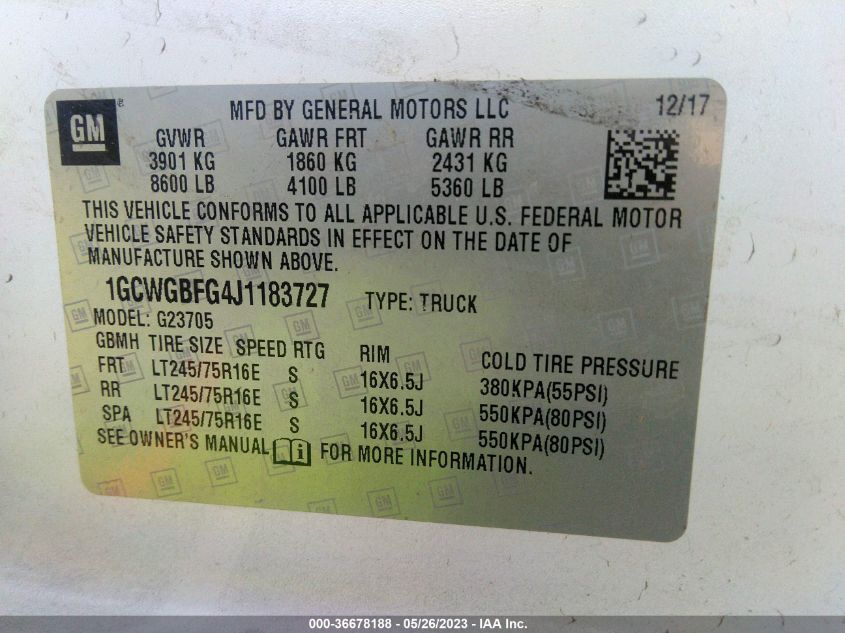 GM
MFD BY GENERAL MOTORS LLC 12/17
GVWR GAWR FRT GAWR RR
3901 KG 1860 KG 2431 KG
8600 LB 4100 LB 5360 LB
THIS VEHICLE CONFORMS TO ALL APPLICABLE U.S. FEDERAL MOTOR
VEHICLE SAFETY STANDARDS IN EFFECT ON THE DATE OF
MANUFACTURE SHOWN ABOVE.
1GCWGBFG4J1183727 TYPE: TRUCK
MODEL: G23705
GBMH TIRE SIZE SPEED RTG RIM COLD TIRE PRESSURE
FRT LT245/75R16E S 16X6.5J 380KPA(55PSI)
RR LT245/75R16E S 16X6.5J 550KPA(80PSI)
SPA LT245/75R16E S 16X6.5J 550KPA(80PSI)
SEE OWNER'S MANUAL i FOR MORE INFORMATION.
000-36678188 - 05/26/2023 - IAA Inc.